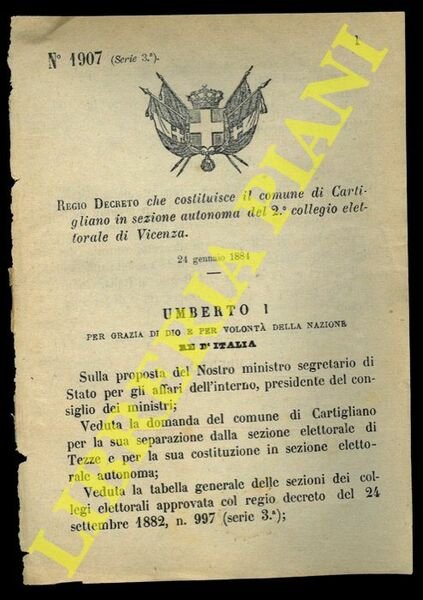 N° 1907 (Serie 3.ª).
1
REGIO DECRETO che costituisce il comune di Carti-
gliano in sezione autonoma del 2.° collegio elet-
torale di Vicenza.
24 gennaio 1884
UMBERTO I
PER GRAZIA DI DIO E PER VOLONTÀ DELLA NAZIONE
RE D'ITALIA
Sulla proposta del Nostro ministro segretario di
Stato per gli affari dell'interno, presidente del con-
siglio dei ministri;
Veduta la domanda del comune di Cartigliano
per la sua separazione dalla sezione elettorale di
Tezze e per la sua costituzione in sezione eletto-
rale autonoma;
Veduta la tabella generale delle sezioni dei col-
legi elettorali approvata col regio decreto del 24
settembre 1882, n. 997 (serie 3.ª);
LIBRERIA PIANI